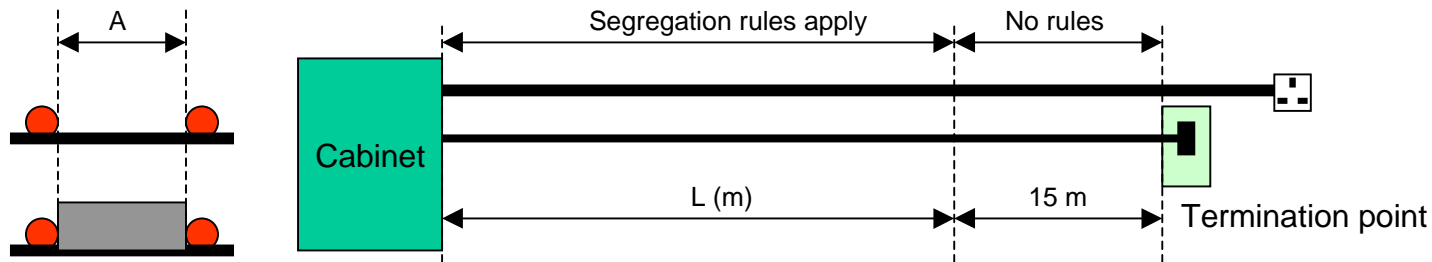 A
Segregation rules apply
No rules
Cabinet
L (m)
15 m
Termination point